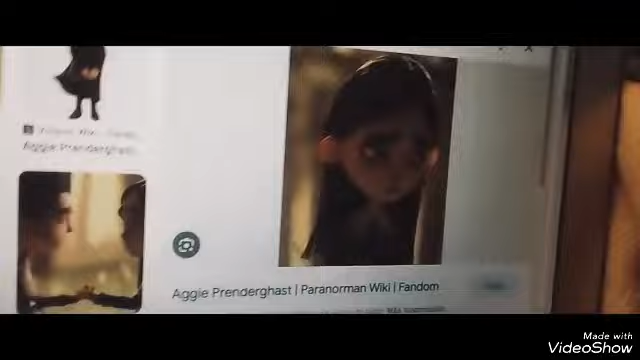 Aggie Prenderghast
Aggie Prenderghast | Paranorman Wiki | Fandom
Made with
VideoShow